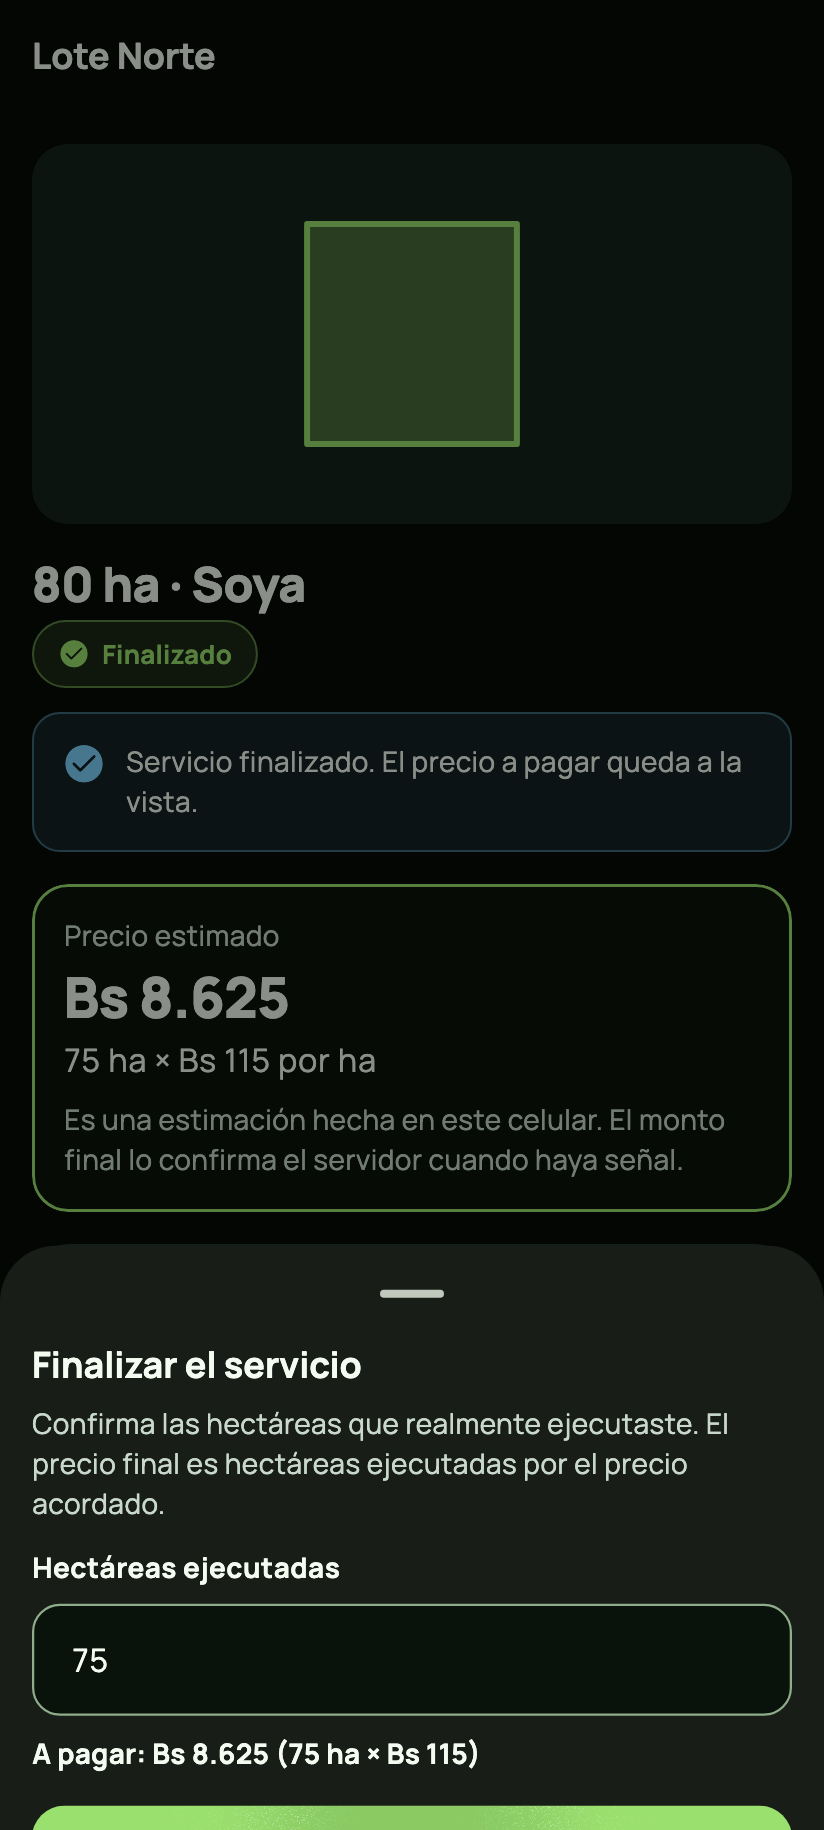 Lote Norte
80 ha · Soya
Finalizado
Servicio finalizado. El precio a pagar queda a la
vista.
Precio estimado
Bs 8.625
75 ha × Bs 115 por ha
Es una estimación hecha en este celular. El monto
final lo confirma el servidor cuando haya señal.
Finalizar el servicio
Confirma las hectáreas que realmente ejecutaste. El
precio final es hectáreas ejecutadas por el precio
acordado.
Hectáreas ejecutadas
75
A pagar: Bs 8.625 (75 ha × Bs 115)